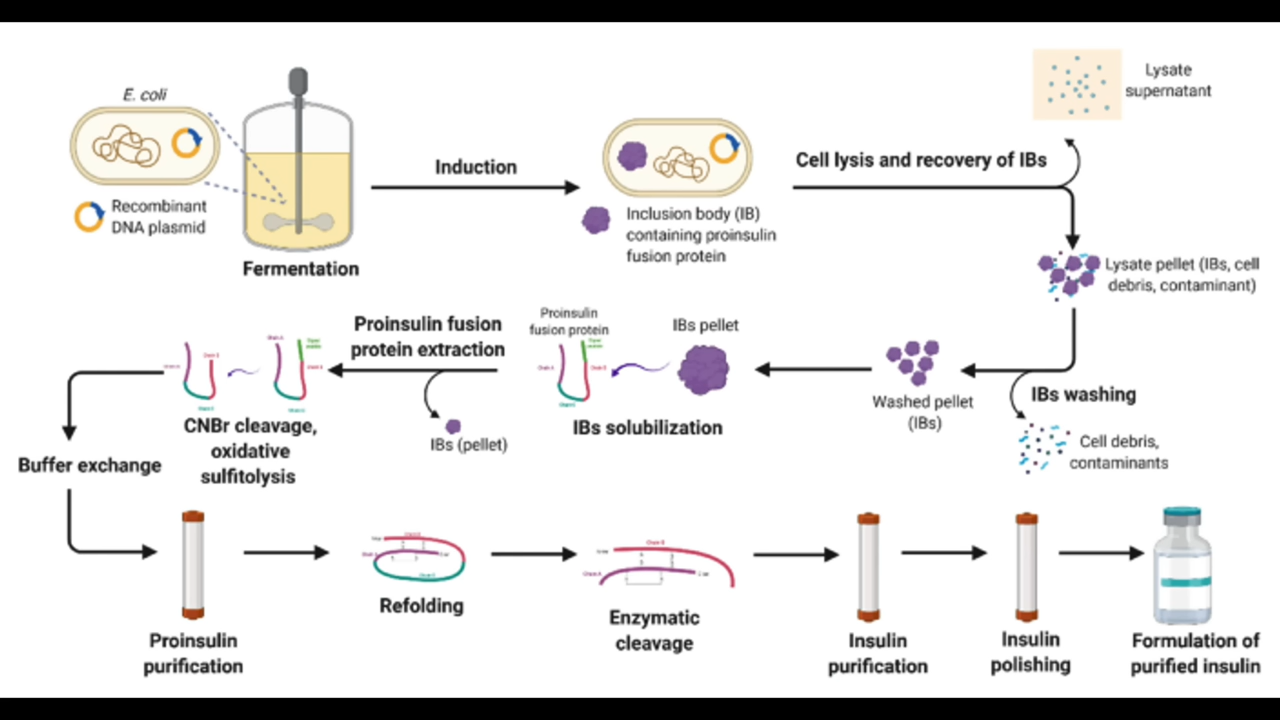 E. coli
Recombinant
DNA plasmid
Fermentation
Induction
Inclusion body (IB)
containing proinsulin
fusion protein
Cell lysis and recovery of IBs
Lysate
supernatant
Lysate pellet (IBs, cell
debris, contaminant)
IBs washing
Cell debris,
contaminants
Washed pellet
(IBs)
IBs pellet
Proinsulin
fusion protein
IBs solubilization
Proinsulin fusion
protein extraction
IBs (pellet)
CNBr cleavage,
oxidative
sulfitolysis
Buffer exchange
Proinsulin
purification
Refolding
Enzymatic
cleavage
Insulin
purification
Insulin
polishing
Formulation of
purified insulin